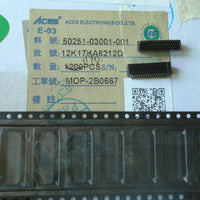 ACES ACES ELECTRONICS CO.,LTD.
E-03
料號: 50251-03001-001
批號: 12K17KA6212D
數量: 1200PCS S/N:
工單號: MOP-2B0667
備註: